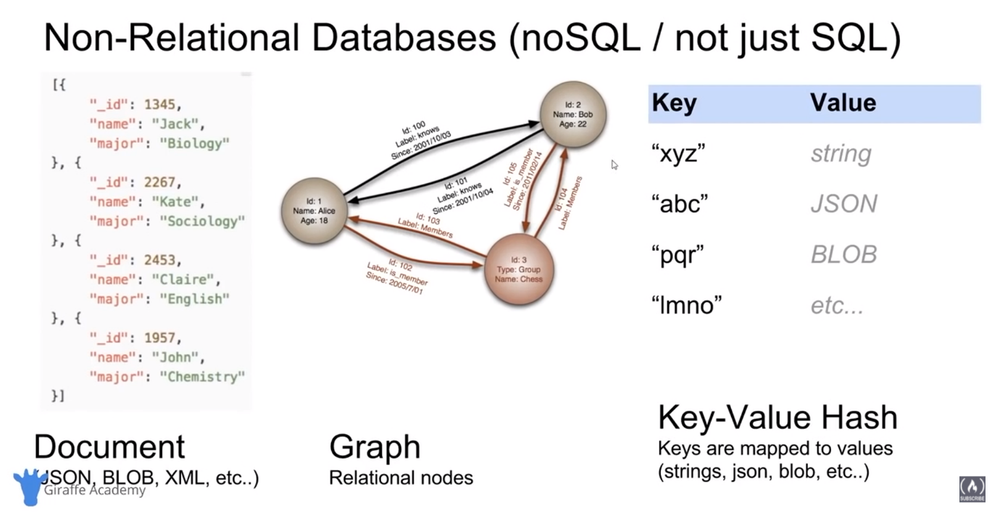 Non-Relational Databases (noSQL / not just SQL)
[{
"_id": 1345,
"name": "Jack",
"major": "Biology"
}, {
"_id": 2267,
"name": "Kate",
"major": "Sociology"
}, {
"_id": 2453,
"name": "Claire",
"major": "English"
}, {
"_id": 1957,
"name": "John",
"major": "Chemistry"
}]
Document
(JSON, BLOB, XML, etc..)
Giraffe Academy
Id: 1
Name: Alice
Age: 18
Id: 100
Label: knows
Since: 2001/10/03
Id: 101
Label: knows
Since: 2001/10/04
Id: 2
Name: Bob
Age: 22
Id: 103
Label: Members
Id: 102
Label: is_member
Since: 2005/7/01
Id: 105
Label: is_member
Since: 2011/02/14
Id: 104
Label: Members
Id: 3
Type: Group
Name: Chess
Graph
Relational nodes
Key Value
“xyz” string
“abc” JSON
“pqr” BLOB
“lmno” etc...
Key-Value Hash
Keys are mapped to values
(strings, json, blob, etc..)
SUBSCRIBE